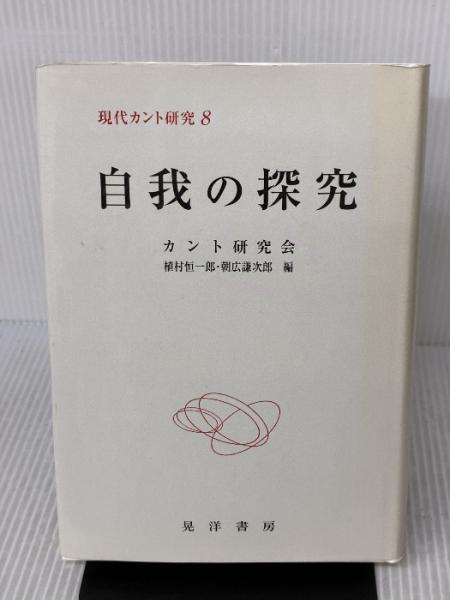 現代カント研究 8
自我の探究
カント研究会
植村恒一郎・朝広謙次郎 編
晃洋書房